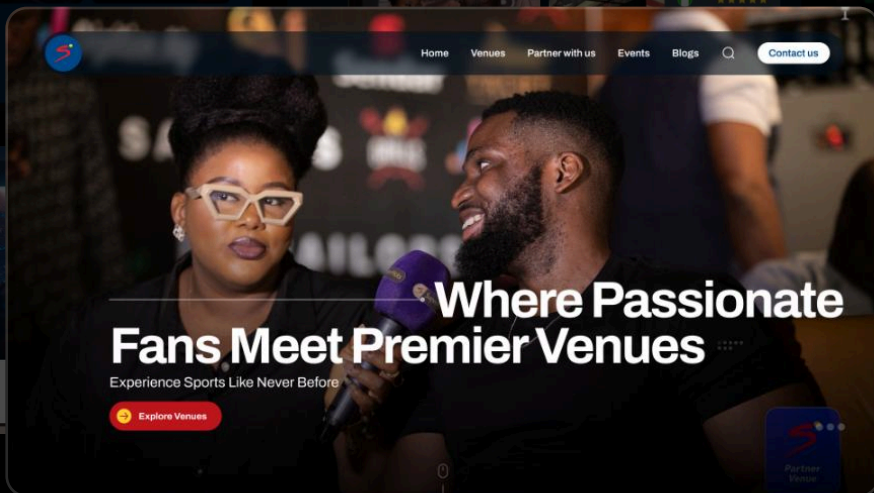 Home Venues Partner with us Events Blogs Contact us
Where Passionate
Fans Meet Premier Venues
Experience Sports Like Never Before
Explore Venues
Partner
Venue